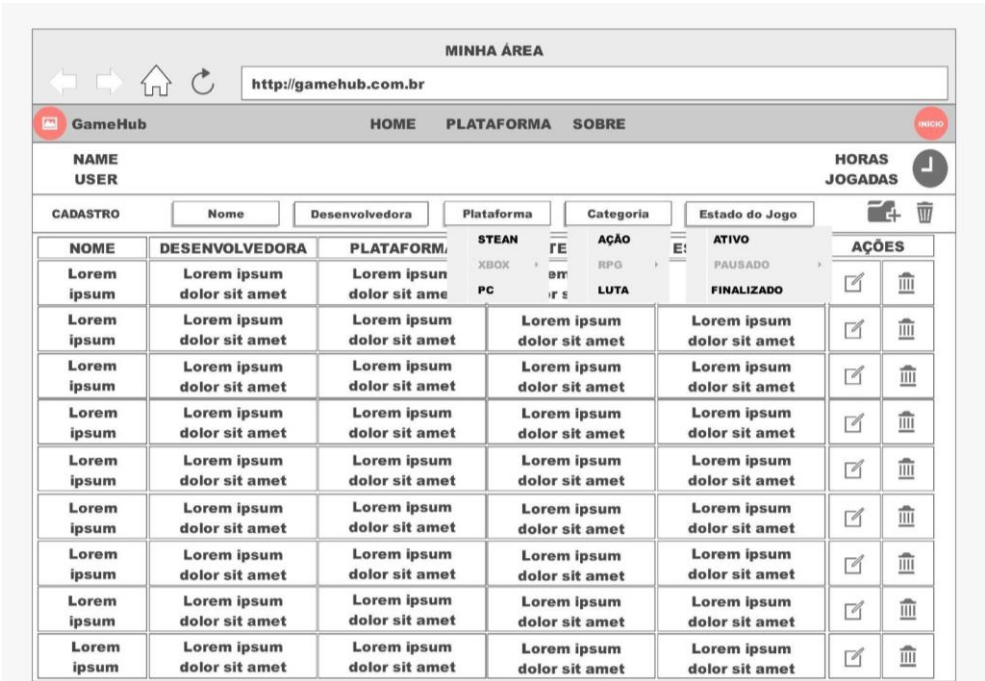 MINHA ÁREA
http://gamehub.com.br
GameHub HOME PLATAFORMA SOBRE INÍCIO
NAME HORAS
USER JOGADAS
CADASTRO Nome Desenvolvedora Plataforma Categoria Estado do Jogo
STEAN AÇÃO ATIVO
NOME DESENVOLVEDORA PLATAFORMA AÇÕES
XBOX RPG PAUSADO
PC LUTA FINALIZADO
Lorem Lorem ipsum Lorem ipsum
ipsum dolor sit amet dolor sit ame
Lorem Lorem ipsum Lorem ipsum Lorem ipsum Lorem ipsum
ipsum dolor sit amet dolor sit amet dolor sit amet dolor sit amet
Lorem Lorem ipsum Lorem ipsum Lorem ipsum Lorem ipsum
ipsum dolor sit amet dolor sit amet dolor sit amet dolor sit amet
Lorem Lorem ipsum Lorem ipsum Lorem ipsum Lorem ipsum
ipsum dolor sit amet dolor sit amet dolor sit amet dolor sit amet
Lorem Lorem ipsum Lorem ipsum Lorem ipsum Lorem ipsum
ipsum dolor sit amet dolor sit amet dolor sit amet dolor sit amet
Lorem Lorem ipsum Lorem ipsum Lorem ipsum Lorem ipsum
ipsum dolor sit amet dolor sit amet dolor sit amet dolor sit amet
Lorem Lorem ipsum Lorem ipsum Lorem ipsum Lorem ipsum
ipsum dolor sit amet dolor sit amet dolor sit amet dolor sit amet
Lorem Lorem ipsum Lorem ipsum Lorem ipsum Lorem ipsum
ipsum dolor sit amet dolor sit amet dolor sit amet dolor sit amet
Lorem Lorem ipsum Lorem ipsum Lorem ipsum Lorem ipsum
ipsum dolor sit amet dolor sit amet dolor sit amet dolor sit amet